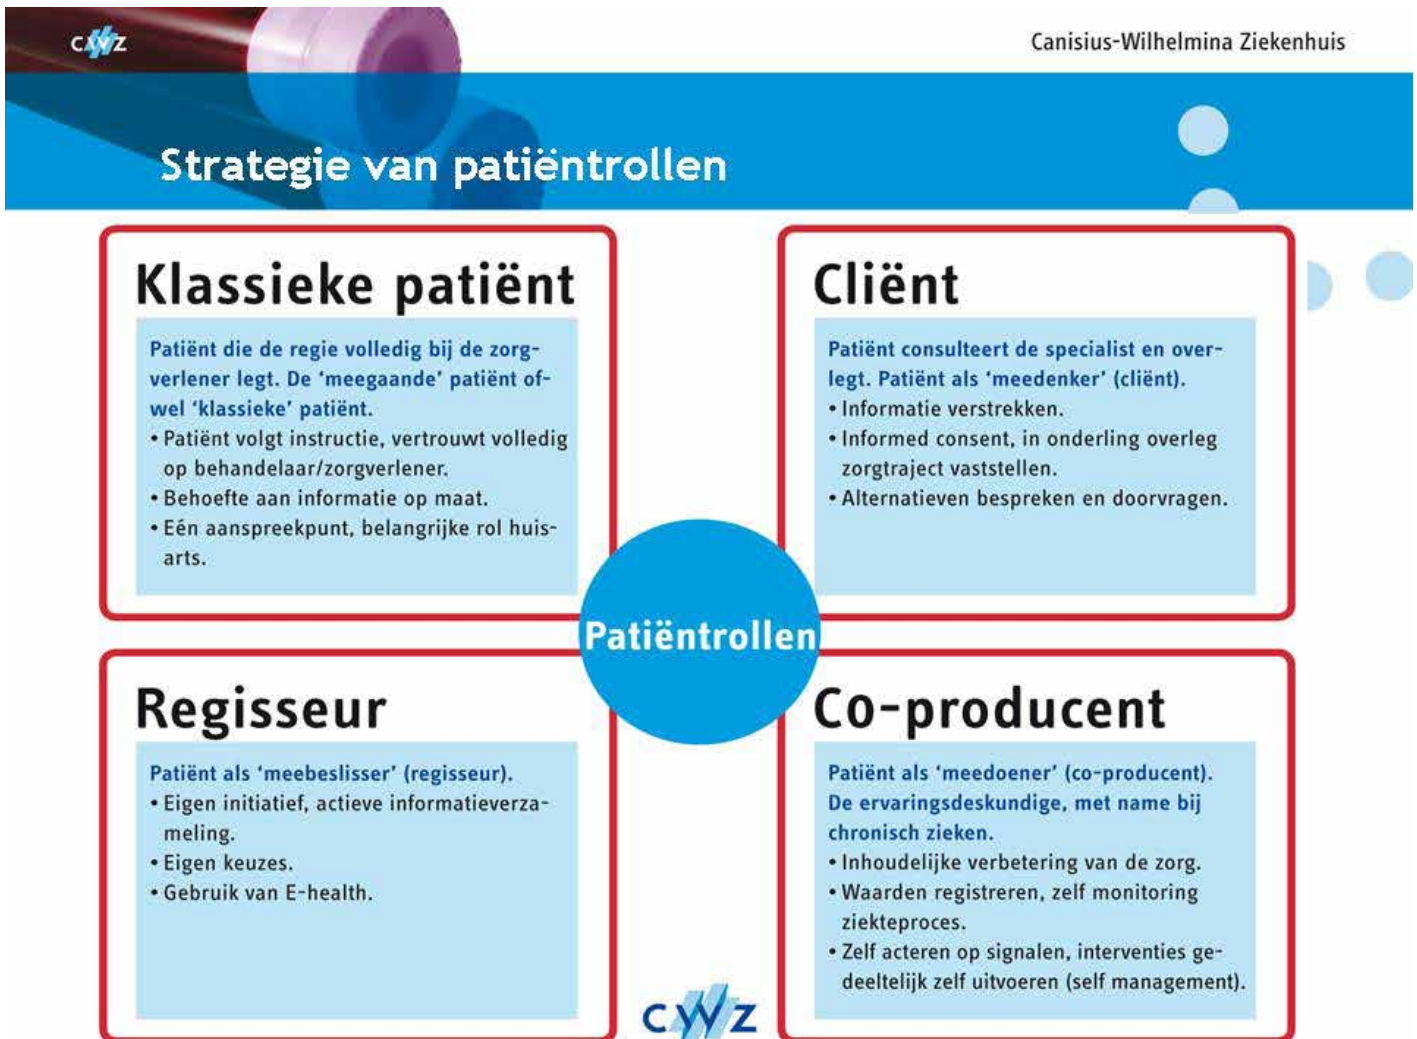 CWZ
Canisius-Wilhelmina Ziekenhuis
Strategie van patiëntrollen
Klassieke patiënt
Patiënt die de regie volledig bij de zorg-
verlener legt. De ‘meegaande’ patiënt of-
wel ‘klassieke’ patiënt.
• Patiënt volgt instructie, vertrouwt volledig
op behandelaar/zorgverlener.
• Behoefte aan informatie op maat.
• Eén aanspreekpunt, belangrijke rol huis-
arts.
Cliënt
Patiënt consulteert de specialist en over-
legt. Patiënt als ‘meedenker’ (cliënt).
• Informatie verstrekken.
• Informed consent, in onderling overleg
zorgtraject vaststellen.
• Alternatieven bespreken en doorvragen.
Patiëntrollen
Regisseur
Patiënt als ‘meebeslisser’ (regisseur).
• Eigen initiatief, actieve informatieverza-
meling.
• Eigen keuzes.
• Gebruik van E-health.
Co-producent
Patiënt als ‘meedoener’ (co-producent).
De ervaringsdeskundige, met name bij
chronisch zieken.
• Inhoudelijke verbetering van de zorg.
• Waarden registreren, zelf monitoring
ziekteproces.
• Zelf acteren op signalen, interventies ge-
deeltelijk zelf uitvoeren (self management).
CWZ